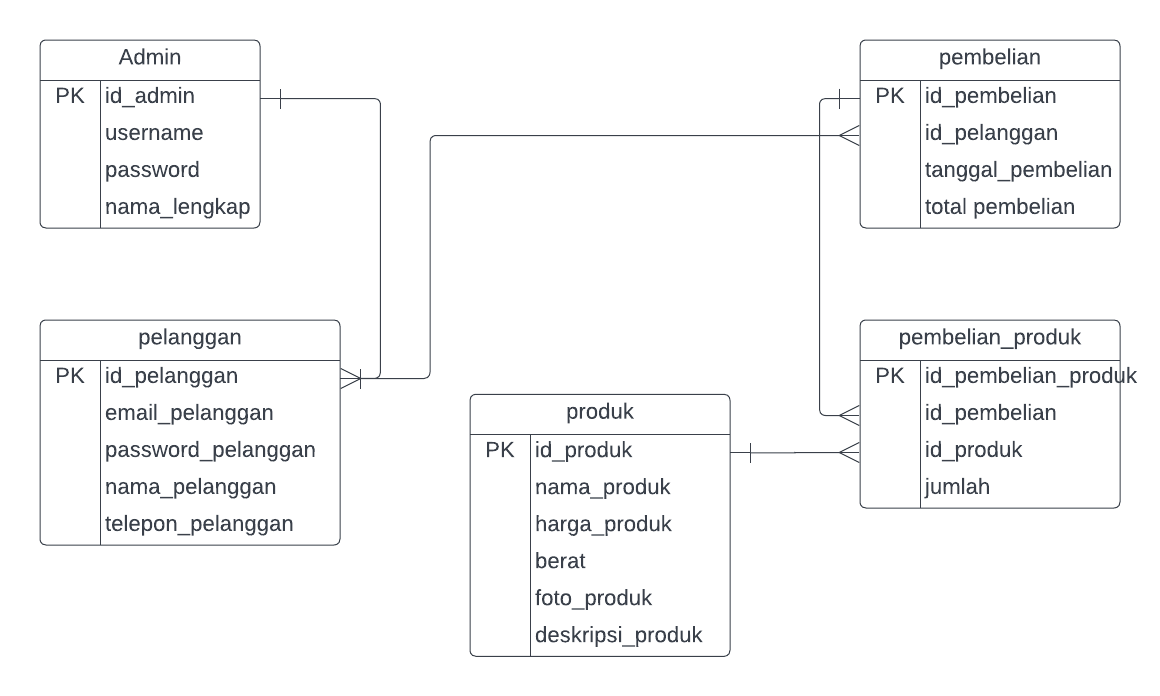 Admin
PK id_admin
username
password
nama_lengkap
pembelian
PK id_pembelian
id_pelanggan
tanggal_pembelian
total pembelian
pelanggan
PK id_pelanggan
email_pelanggan
password_pelanggan
nama_pelanggan
telepon_pelanggan
produk
PK id_produk
nama_produk
harga_produk
berat
foto_produk
deskripsi_produk
pembelian_produk
PK id_pembelian_produk
id_pembelian
id_produk
jumlah